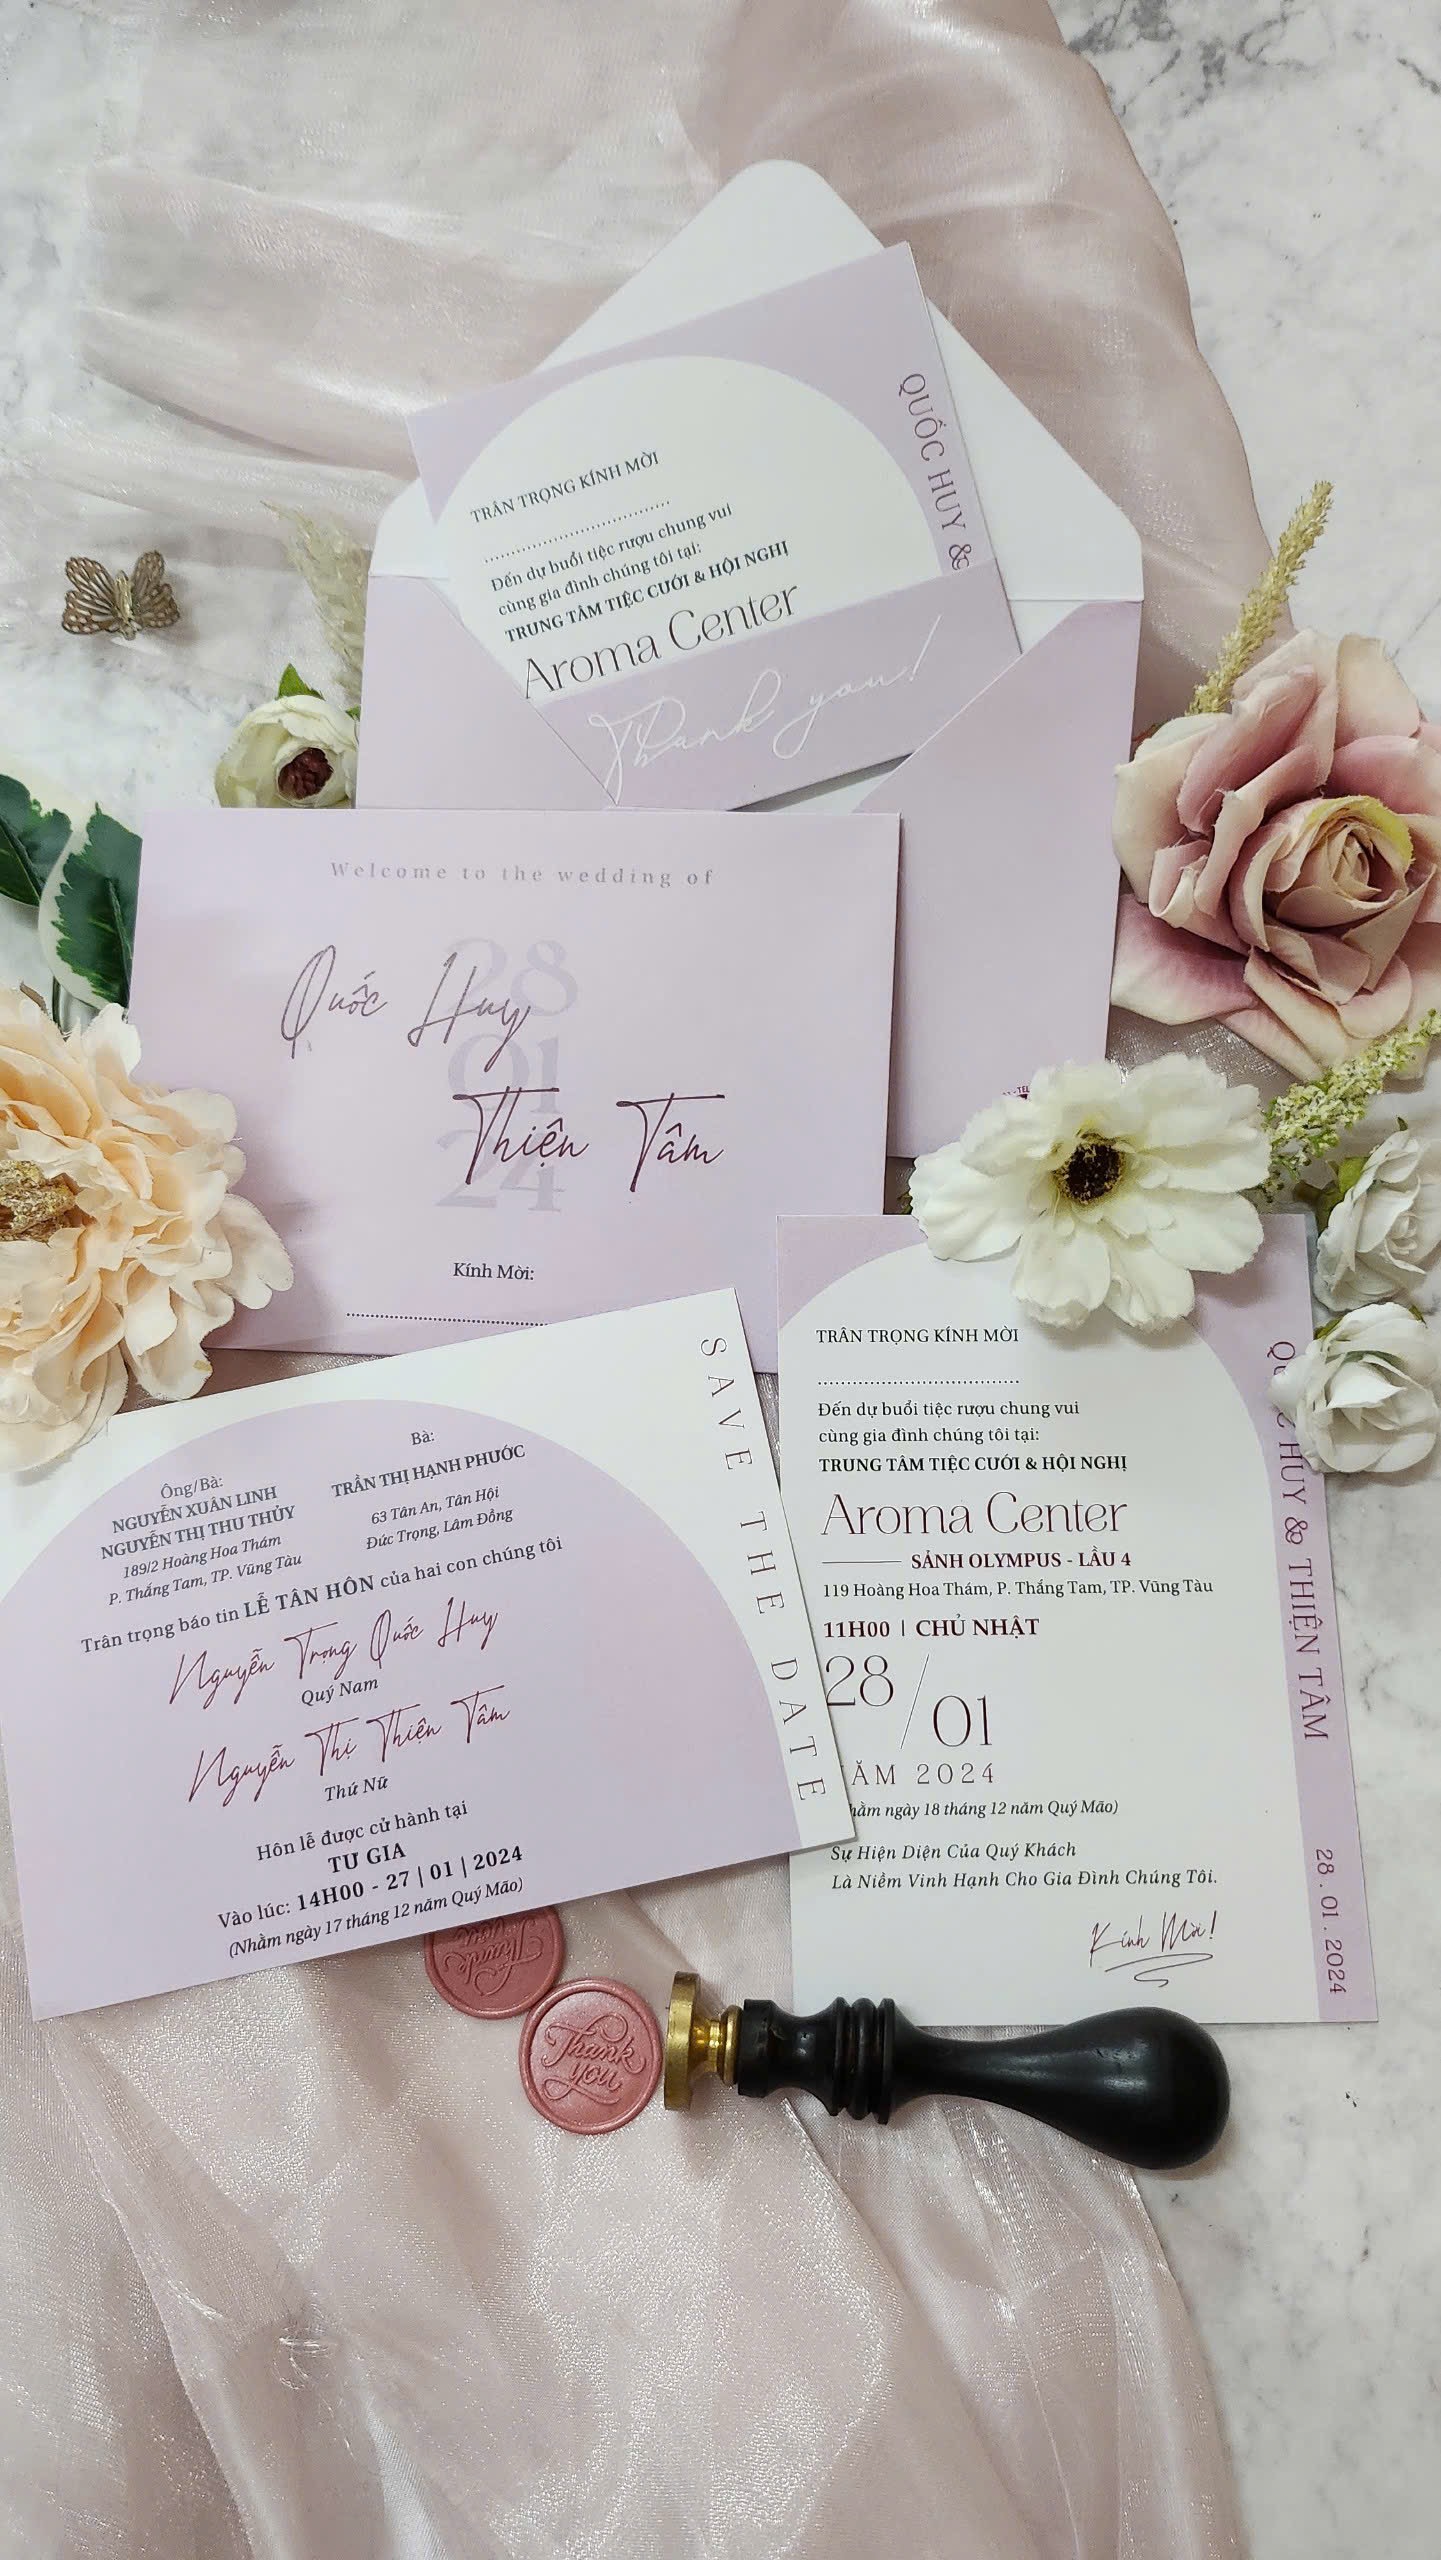 TRÂN TRỌNG KÍNH MỜI
........................................
Đến dự buổi tiệc rượu chung vui
cùng gia đình chúng tôi tại:
TRUNG TÂM TIỆC CƯỚI & HỘI NGHỊ
Aroma Center
Thank you!
QUỐC HUY &
Welcome to the wedding of
28
01
24
Quốc Huy
Thiện Tâm
Kính Mời:
........................................
TEL
Ông/Bà:
NGUYỄN XUÂN LINH
NGUYỄN THỊ THU THỦY
189/2 Hoàng Hoa Thám
P. Thắng Tam, TP. Vũng Tàu
Bà:
TRẦN THỊ HẠNH PHƯỚC
63 Tân An, Tân Hội
Đức Trọng, Lâm Đồng
Trân trọng báo tin LỄ TÂN HÔN của hai con chúng tôi
Nguyễn Trọng Quốc Huy
Quý Nam
Nguyễn Thị Thiện Tâm
Thứ Nữ
Hôn lễ được cử hành tại
TƯ GIA
Vào lúc: 14H00 - 27 | 01 | 2024
(Nhằm ngày 17 tháng 12 năm Quý Mão)
SAVE THE DATE
TRÂN TRỌNG KÍNH MỜI
........................................
Đến dự buổi tiệc rượu chung vui
cùng gia đình chúng tôi tại:
TRUNG TÂM TIỆC CƯỚI & HỘI NGHỊ
Aroma Center
SẢNH OLYMPUS - LẦU 4
119 Hoàng Hoa Thám, P. Thắng Tam, TP. Vũng Tàu
11H00 | CHỦ NHẬT
28/01
ĂM 2024
hằm ngày 18 tháng 12 năm Quý Mão)
Sự Hiện Diện Của Quý Khách
Là Niềm Vinh Hạnh Cho Gia Đình Chúng Tôi.
Kính Mời!
HUY & THIỆN TÂM
28 . 01 . 2024
Thank you
Thank you